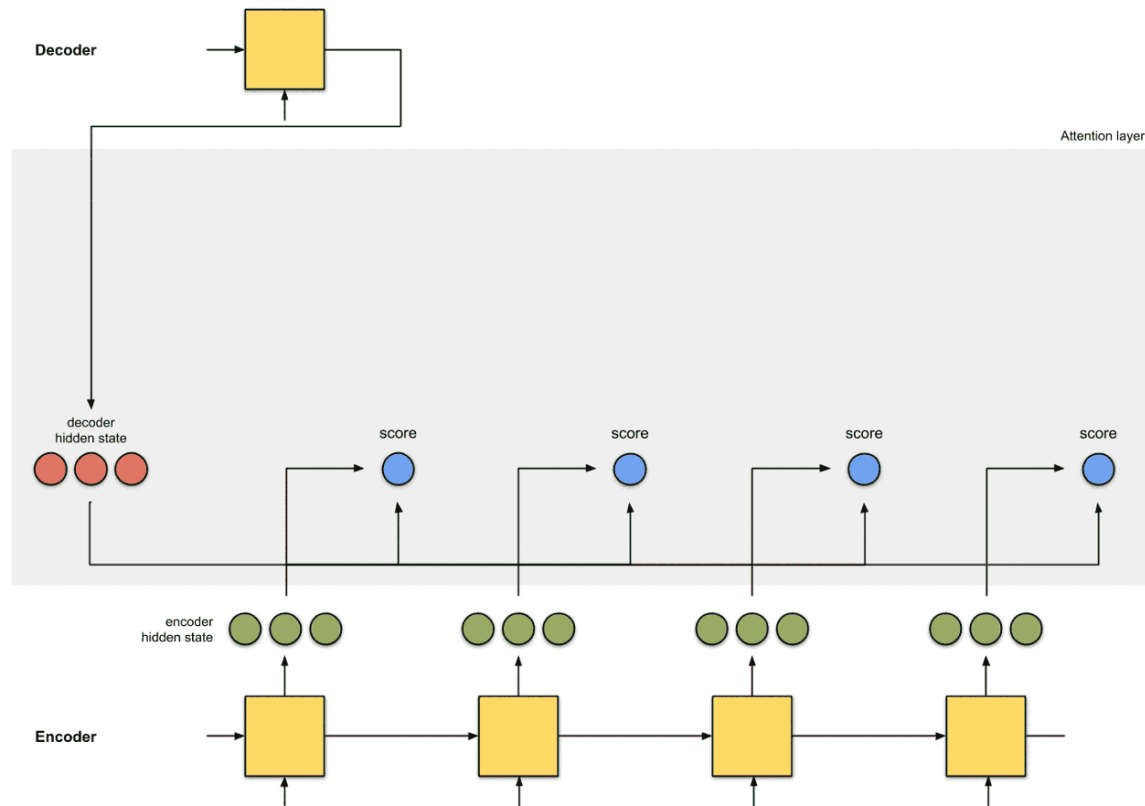 Decoder
Attention layer
decoder
hidden state
score
score
score
score
encoder
hidden state
Encoder